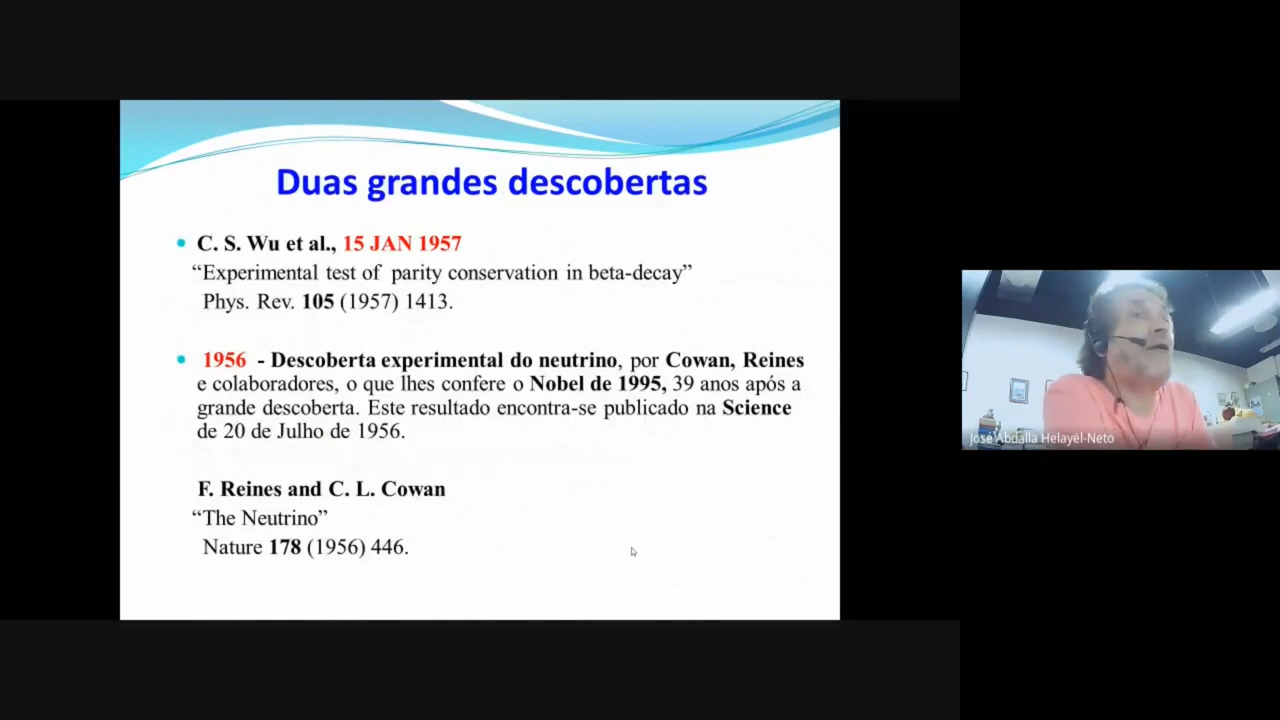 Duas grandes descobertas
• C. S. Wu et al., 15 JAN 1957
“Experimental test of parity conservation in beta-decay”
Phys. Rev. 105 (1957) 1413.
• 1956 - Descoberta experimental do neutrino, por Cowan, Reines
e colaboradores, o que lhes confere o Nobel de 1995, 39 anos após a
grande descoberta. Este resultado encontra-se publicado na Science
de 20 de Julho de 1956.
F. Reines and C. L. Cowan
“The Neutrino”
Nature 178 (1956) 446.
José Abdalla Helayel-Neto